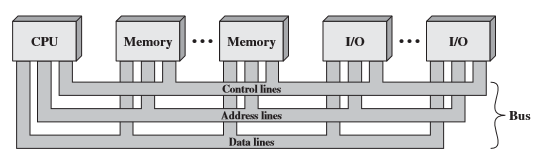 CPU Memory ••• Memory I/O ••• I/O
Control lines
Address lines
Bus
Data lines